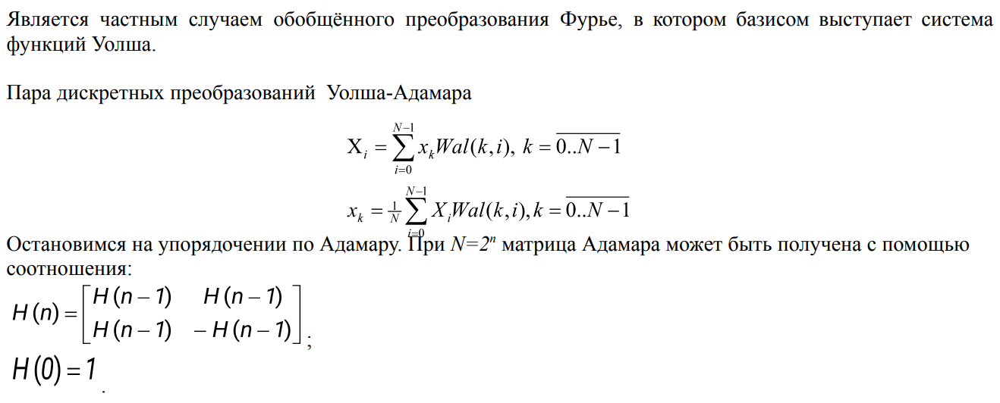 Является частным случаем обобщённого преобразования Фурье, в котором базисом выступает система
функций Уолша.
Пара дискретных преобразований Уолша-Адамара
X_i = \sum_{i=0}^{N-1} x_k Wal(k,i), k = \overline{0..N-1}
x_k = \frac{1}{N} \sum_{i=0}^{N-1} X_i Wal(k,i), k = \overline{0..N-1}
Остановимся на упорядочении по Адамару. При N=2^n матрица Адамара может быть получена с помощью
соотношения:
H(n) = \begin{bmatrix} H(n-1) & H(n-1) \\ H(n-1) & -H(n-1) \end{bmatrix};
H(0) = 1.